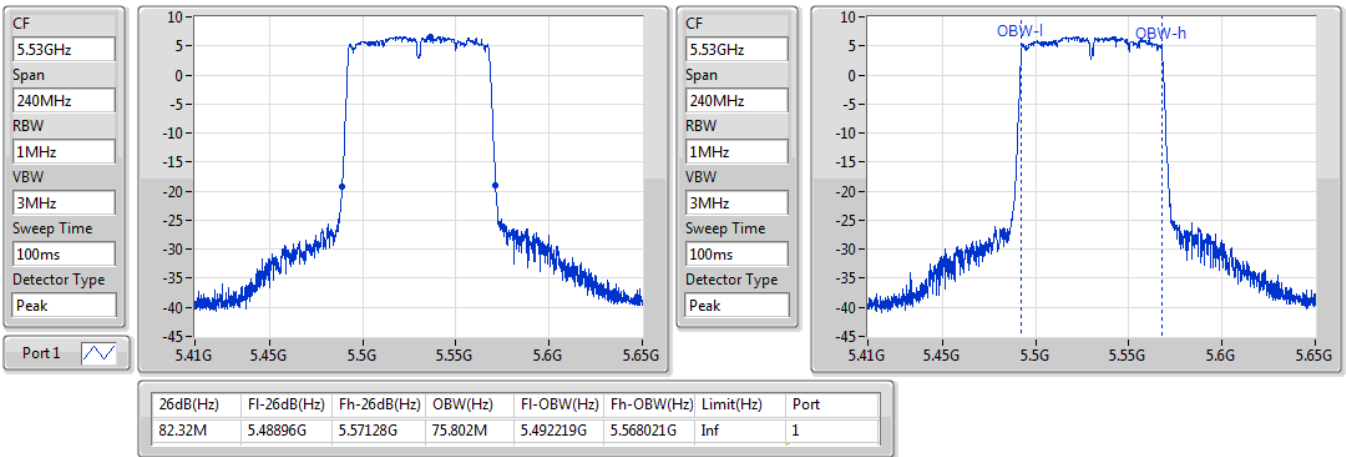 CF
5.53GHz
Span
240MHz
RBW
1MHz
VBW
3MHz
Sweep Time
100ms
Detector Type
Peak
Port 1
10
5
0
-5
-10
-15
-20
-25
-30
-35
-40
-45
5.41G 5.45G 5.5G 5.55G 5.6G 5.65G
CF
5.53GHz
Span
240MHz
RBW
1MHz
VBW
3MHz
Sweep Time
100ms
Detector Type
Peak
OBW-l OBW-h
10
5
0
-5
-10
-15
-20
-25
-30
-35
-40
-45
5.41G 5.45G 5.5G 5.55G 5.6G 5.65G
26dB(Hz) Fl-26dB(Hz) Fh-26dB(Hz) OBW(Hz) Fl-OBW(Hz) Fh-OBW(Hz) Limit(Hz) Port
82.32M 5.48896G 5.57128G 75.802M 5.492219G 5.568021G Inf 1